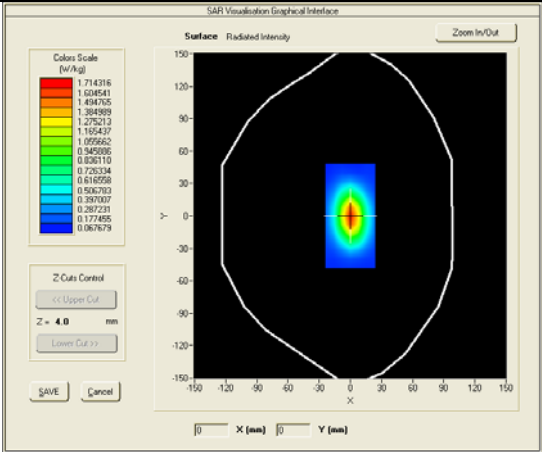 SAR Visualisation Graphical Interface
Surface Radiated Intensity
Zoom In/Out
Colors Scale
(W/kg)
1.714316
1.604541
1.494765
1.384989
1.275213
1.165437
1.055662
0.945886
0.836110
0.726334
0.616558
0.506783
0.397007
0.287231
0.177455
0.067679
150
120
90
60
30
0
-30
-60
-90
-120
-150
Y
-150 -120 -90 -60 -30 0 30 60 90 120 150
X
Z-Cuts Control
<< Upper Cut
Z = 4.0 mm
Lower Cut >>
SAVE Cancel
0 X (mm) 0 Y (mm)